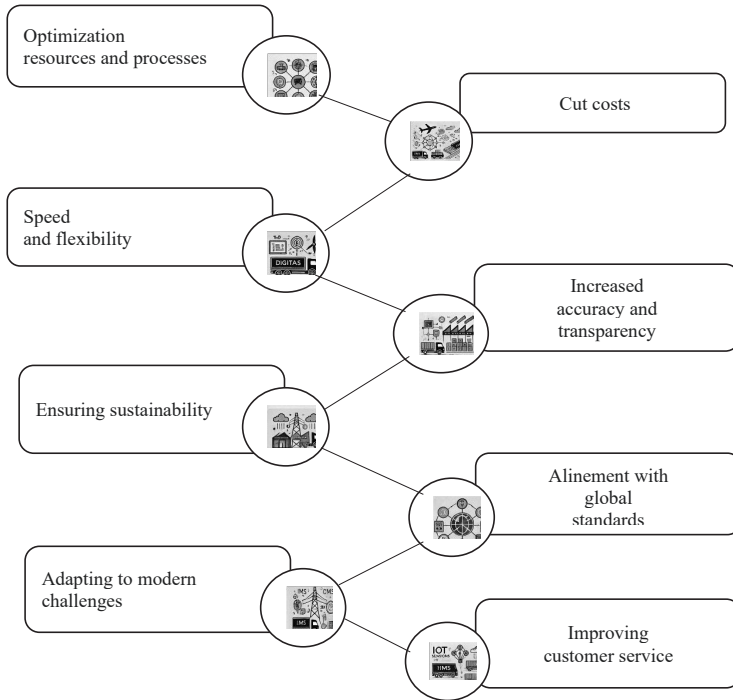 Optimization
resources and processes
Cut costs
Speed
and flexibility
DIGITAS
Increased
accuracy and
transparency
Ensuring sustainability
Alinement with
global
standards
Adapting to modern
challenges
IMS
IMS
Improving
customer service
IOT
IIMS